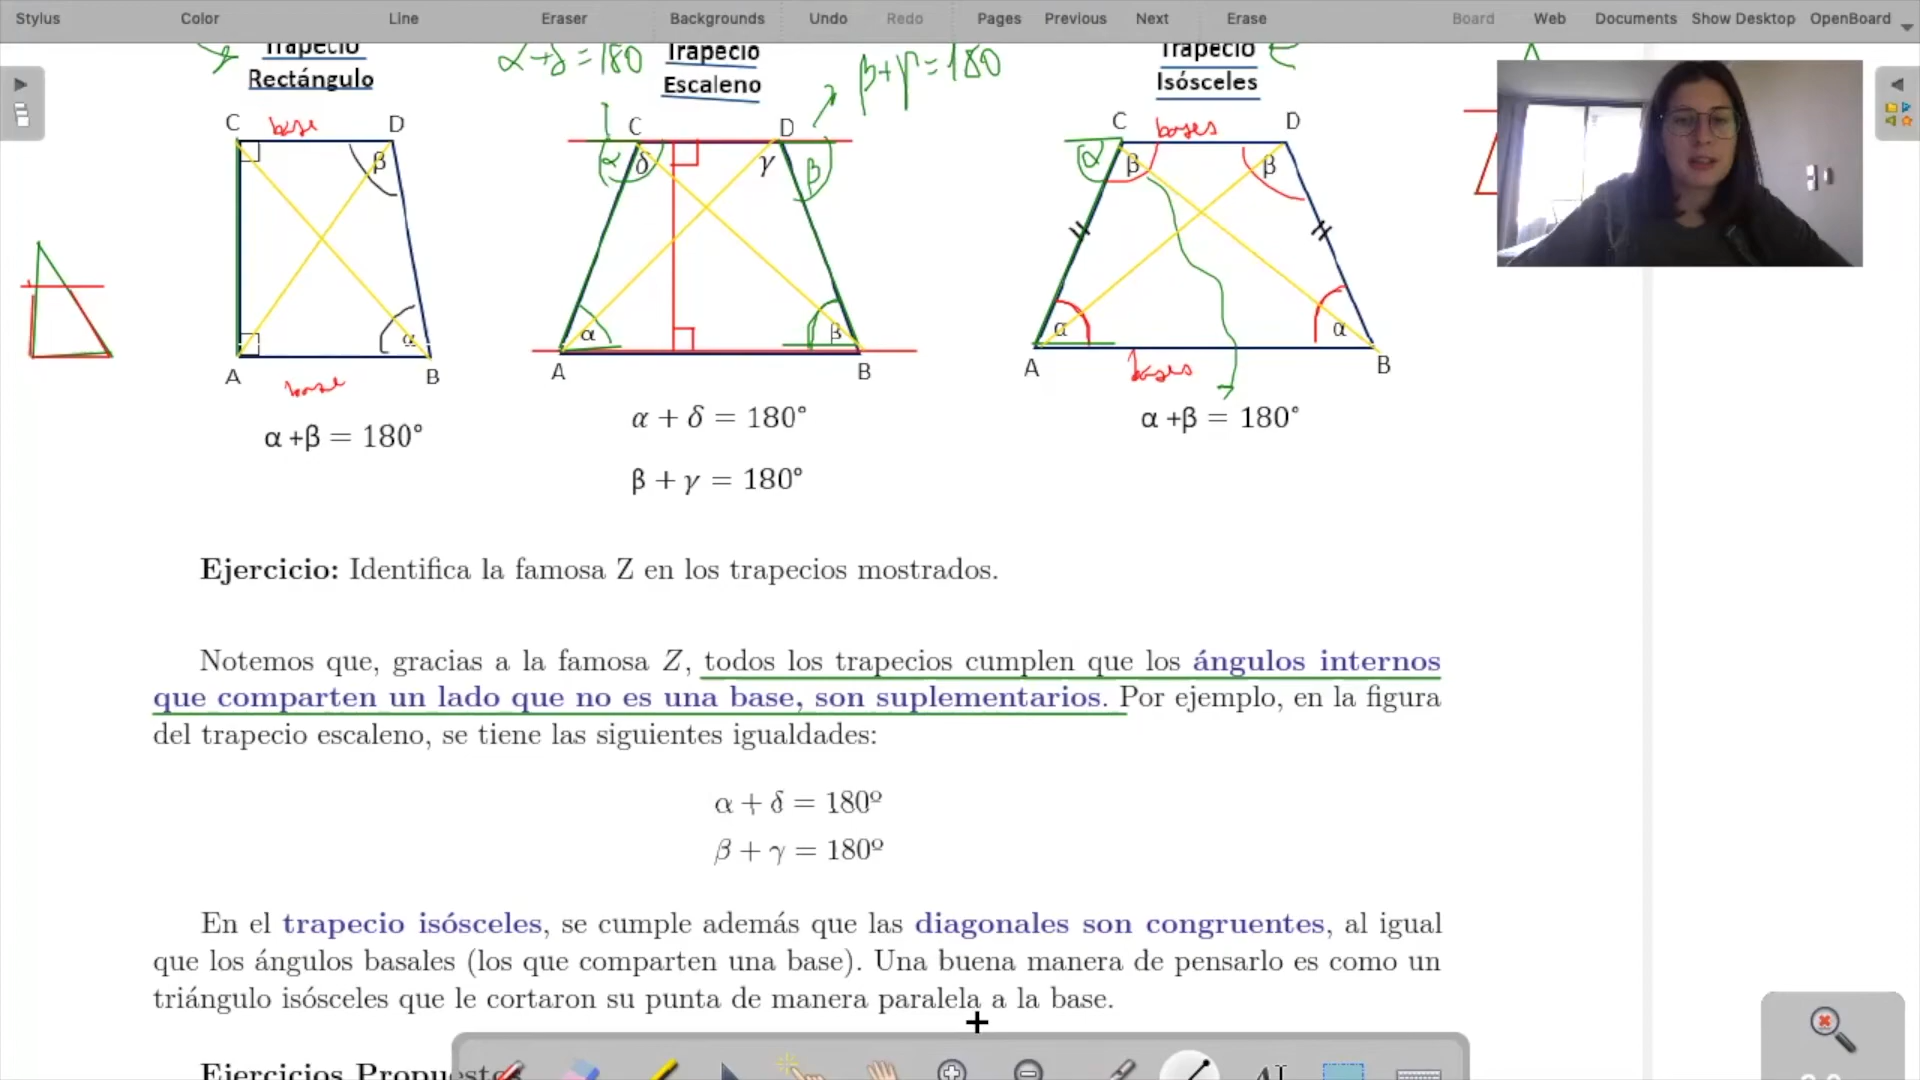 Stylus Color Line Eraser Backgrounds Undo Redo Pages Previous Next Erase Board Web Documents Show Desktop OpenBoard
Trapecio
Rectángulo
α+δ=180
Trapecio
Escaleno
β+γ=180
Trapecio
Isósceles
C base D
β
α
A base B
α+β = 180°
C D
α δ γ β
α β
A B
α + δ = 180°
β + γ = 180°
C bases D
α β β
α α
A bases B
α+β = 180°
Ejercicio: Identifica la famosa Z en los trapecios mostrados.
Notemos que, gracias a la famosa Z, todos los trapecios cumplen que los ángulos internos
que comparten un lado que no es una base, son suplementarios. Por ejemplo, en la figura
del trapecio escaleno, se tiene las siguientes igualdades:
α + δ = 180º
β + γ = 180º
En el trapecio isósceles, se cumple además que las diagonales son congruentes, al igual
que los ángulos basales (los que comparten una base). Una buena manera de pensarlo es como un
triángulo isósceles que le cortaron su punta de manera paralela a la base.
Ejercicios Propuestos